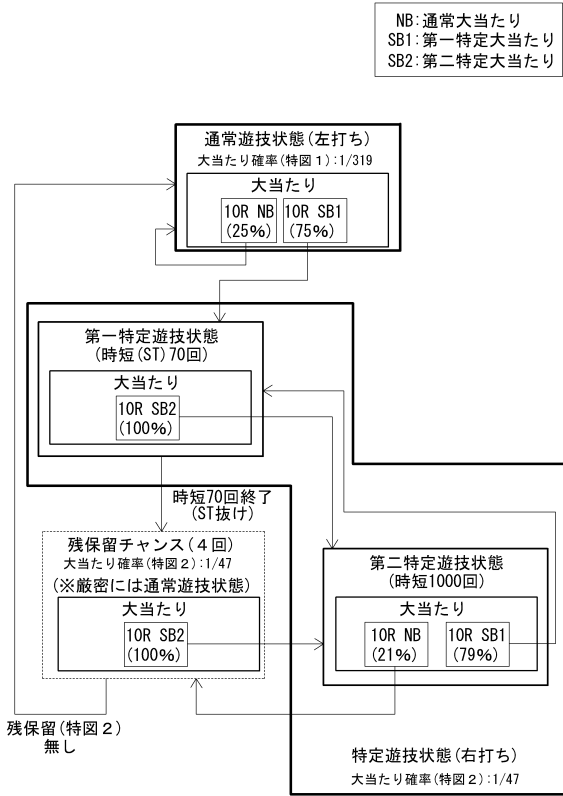 NB:通常大当たり
SB1:第一特定大当たり
SB2:第二特定大当たり
通常遊技状態(左打ち)
大当たり確率(特図1):1/319
大当たり
10R NB
(25%)
10R SB1
(75%)
第一特定遊技状態
(時短(ST)70回)
大当たり
10R SB2
(100%)
時短70回終了
(ST抜け)
残保留チャンス(4回)
大当たり確率(特図2):1/47
(※厳密には通常遊技状態)
大当たり
10R SB2
(100%)
第二特定遊技状態
(時短1000回)
大当たり
10R NB
(21%)
10R SB1
(79%)
残保留(特図2)
無し
特定遊技状態(右打ち)
大当たり確率(特図2):1/47